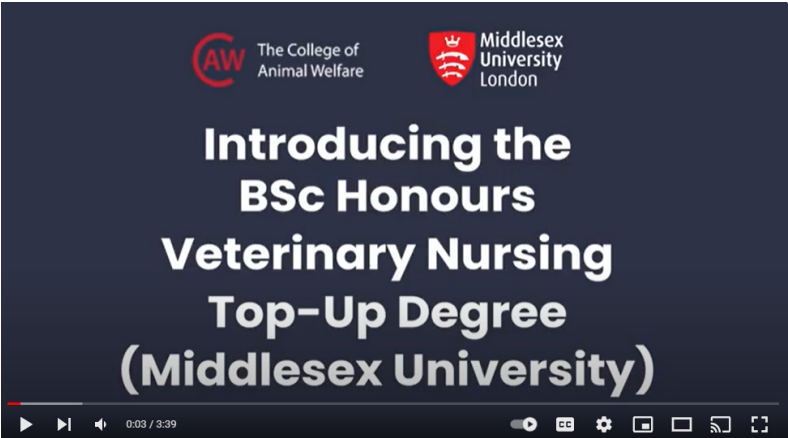 CAW The College of
Animal Welfare
Middlesex
University
London
Introducing the
BSc Honours
Veterinary Nursing
Top-Up Degree
(Middlesex University)
0:03 / 3:39
CC